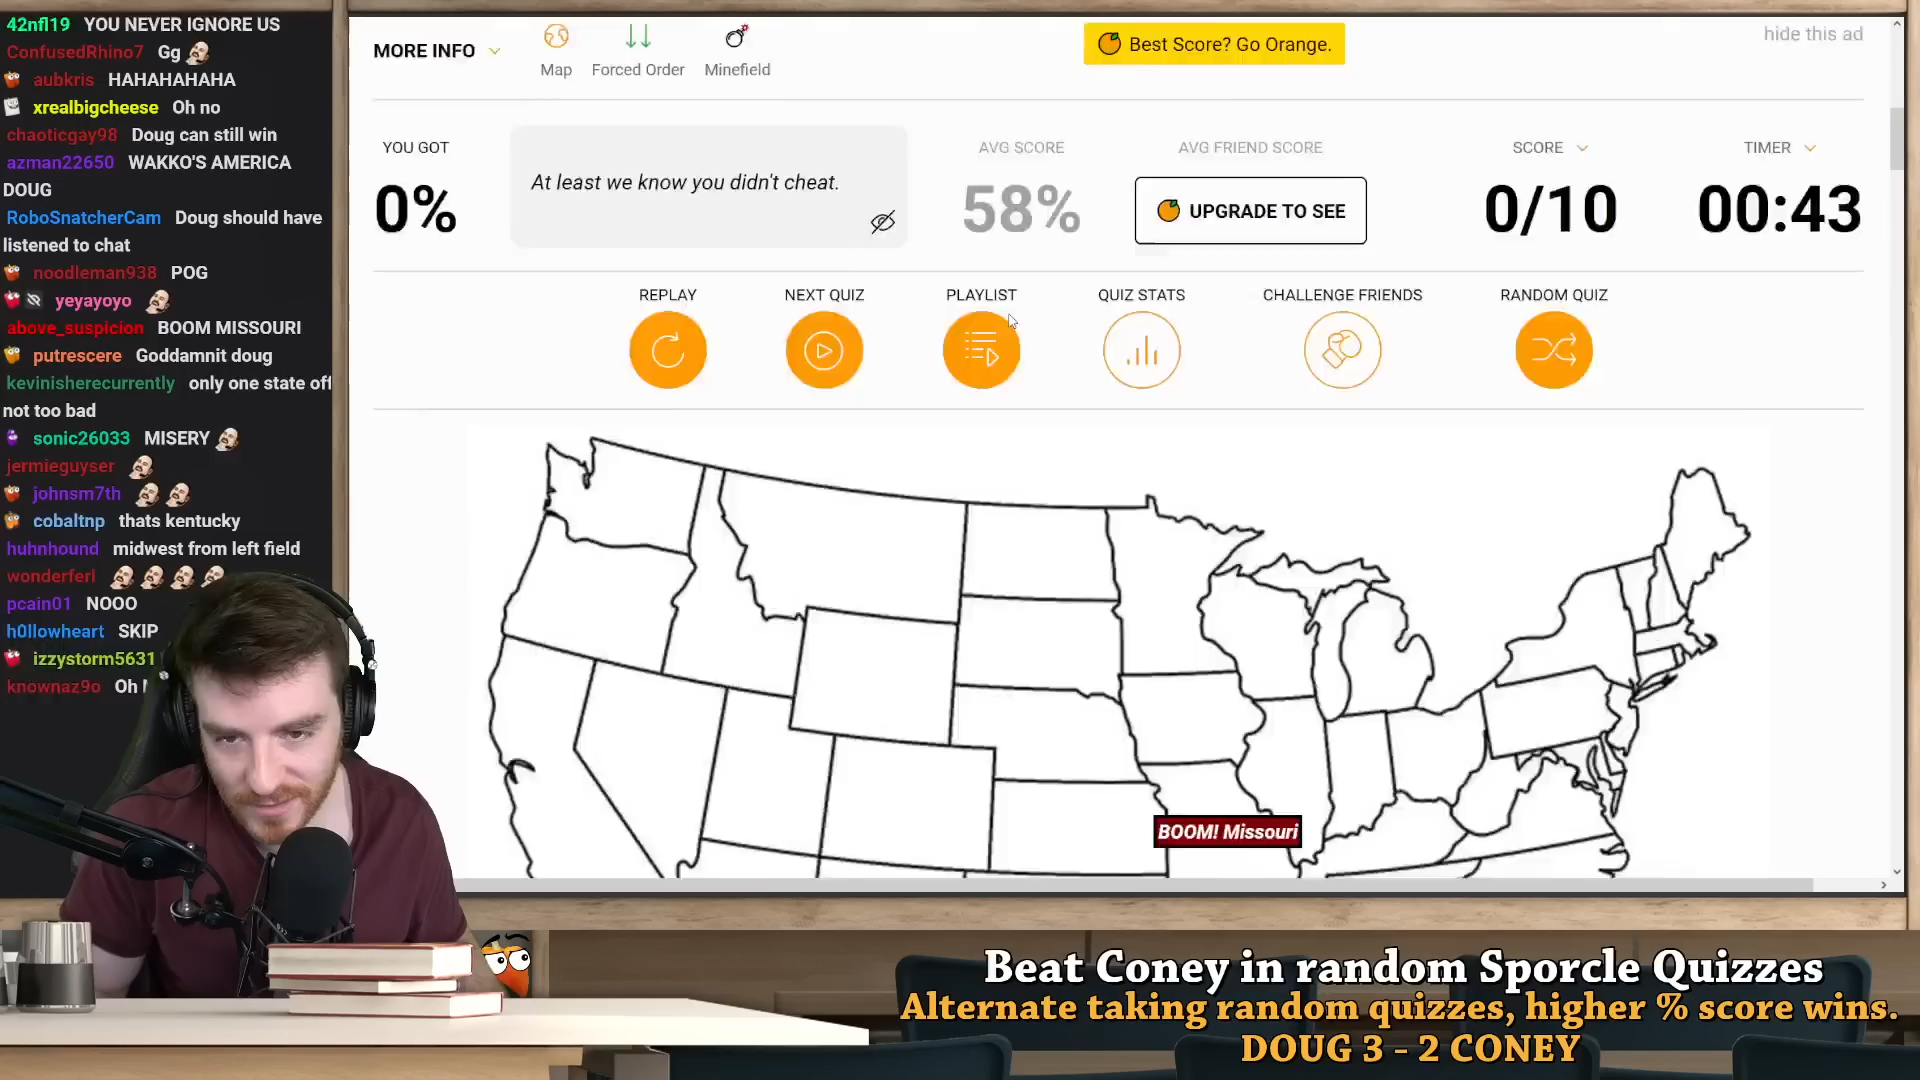 42nfl19 YOU NEVER IGNORE US
ConfusedRhino7 Gg
aubkris HAHAHAHAHA
xrealbigcheese Oh no
chaoticgay98 Doug can still win
azman22650 WAKKO'S AMERICA
DOUG
RoboSnatcherCam Doug should have
listened to chat
noodleman938 POG
yeyayoyo
above_suspicion BOOM MISSOURI
putrescere Goddamnit doug
kevinisherecurrently only one state off
not too bad
sonic26033 MISERY
jermieguyser
johnsm7th
cobaltnp thats kentucky
huhnhound midwest from left field
wonderferl
pcain01 NOOO
h0llowheart SKIP
izzystorm5631
knownaz9o Oh
MORE INFO
Map
Forced Order
Minefield
Best Score? Go Orange.
hide this ad
YOU GOT
0%
At least we know you didn't cheat.
AVG SCORE
58%
AVG FRIEND SCORE
UPGRADE TO SEE
SCORE
0/10
TIMER
00:43
REPLAY
NEXT QUIZ
PLAYLIST
QUIZ STATS
CHALLENGE FRIENDS
RANDOM QUIZ
BOOM! Missouri
Beat Coney in random Sporcle Quizzes
Alternate taking random quizzes, higher % score wins.
DOUG 3 - 2 CONEY